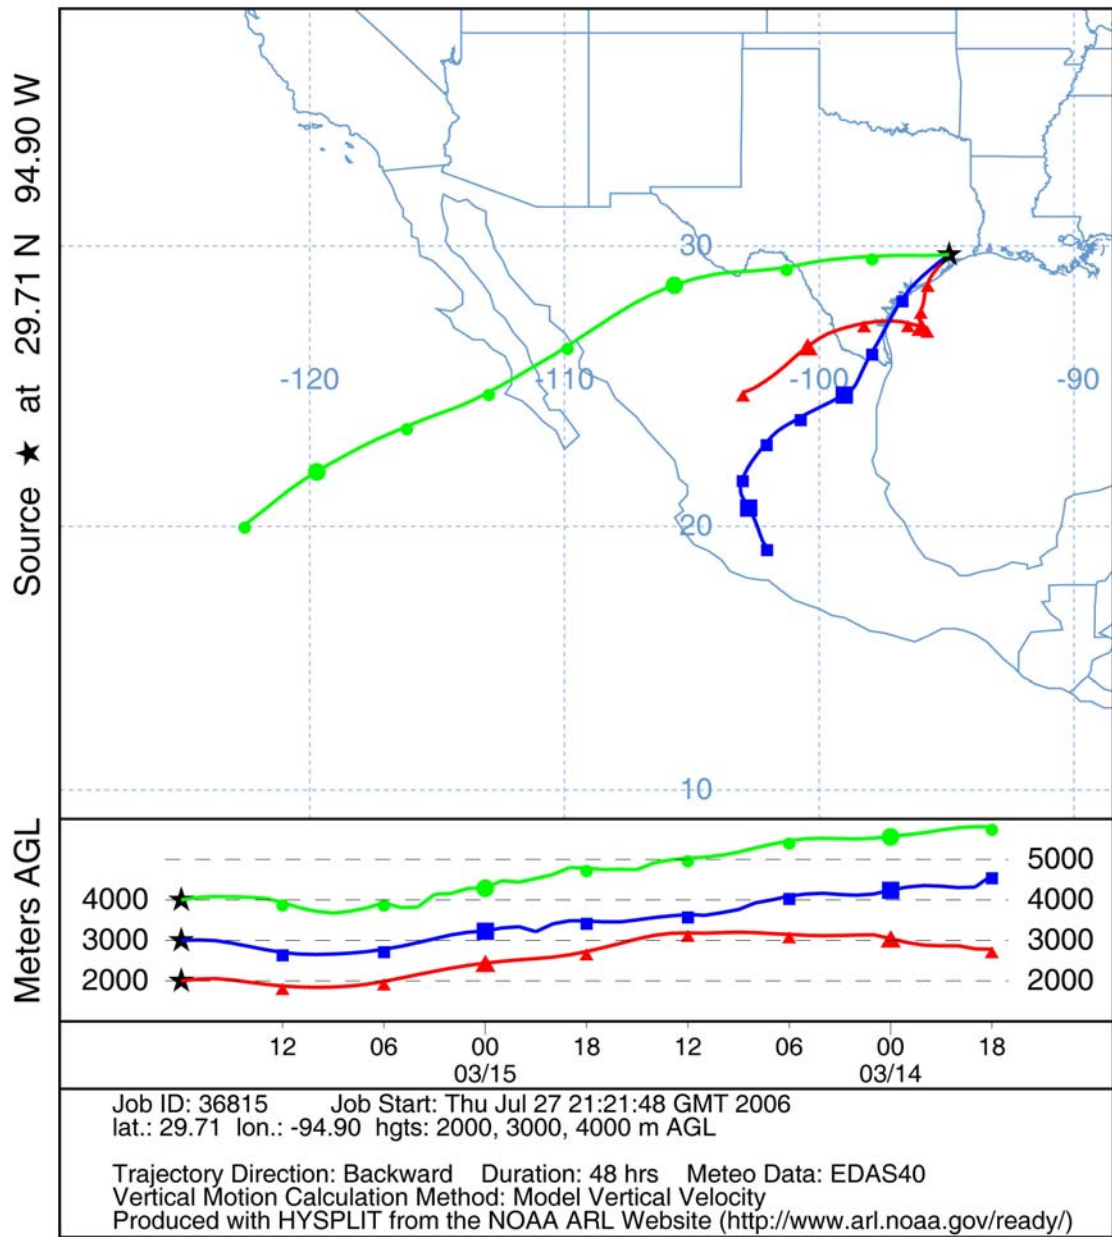 Source ★ at 29.71 N 94.90 W
30
-120 -110 -100 -90
20
10
Meters AGL
5000
4000 4000
3000 3000
2000 2000
12 06 00 18 12 06 00 18
03/15 03/14
Job ID: 36815 Job Start: Thu Jul 27 21:21:48 GMT 2006
lat.: 29.71 lon.: -94.90 hgts: 2000, 3000, 4000 m AGL
Trajectory Direction: Backward Duration: 48 hrs Meteo Data: EDAS40
Vertical Motion Calculation Method: Model Vertical Velocity
Produced with HYSPLIT from the NOAA ARL Website (http://www.arl.noaa.gov/ready/)